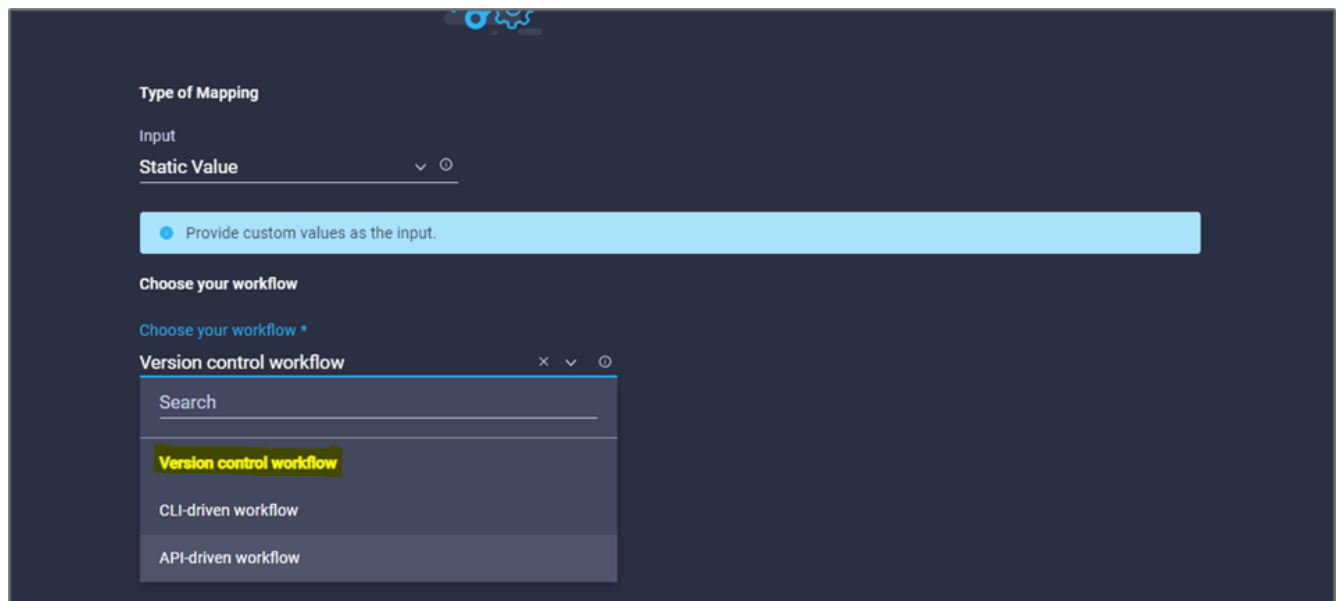 Type of Mapping
Input
Static Value
Provide custom values as the input.
Choose your workflow
Choose your workflow *
Version control workflow
Search
Version control workflow
CLI-driven workflow
API-driven workflow